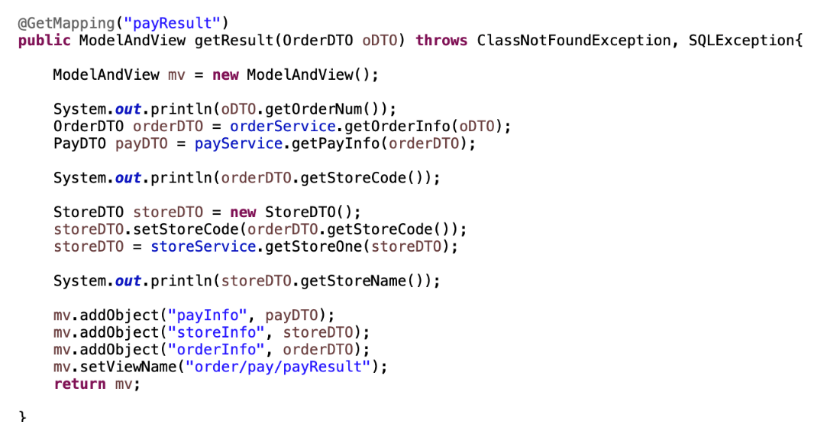 @GetMapping("payResult")
public ModelAndView getResult(OrderDTO oDTO) throws ClassNotFoundException, SQLException{
ModelAndView mv = new ModelAndView();
System.out.println(oDTO.getOrderNum());
OrderDTO orderDTO = orderService.getOrderInfo(oDTO);
PayDTO payDTO = payService.getPayInfo(orderDTO);
System.out.println(orderDTO.getStoreCode());
StoreDTO storeDTO = new StoreDTO();
storeDTO.setStoreCode(orderDTO.getStoreCode());
storeDTO = storeService.getStoreOne(storeDTO);
System.out.println(storeDTO.getStoreName());
mv.addObject("payInfo", payDTO);
mv.addObject("storeInfo", storeDTO);
mv.addObject("orderInfo", orderDTO);
mv.setViewName("order/pay/payResult");
return mv;
}